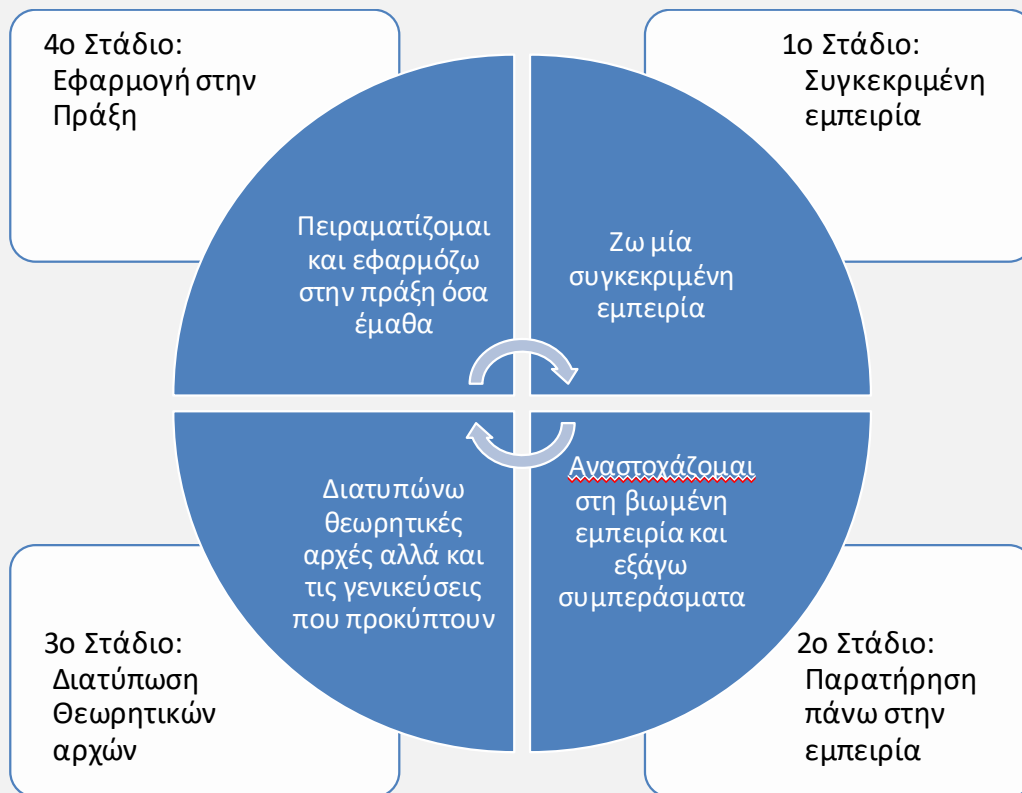 4ο Στάδιο:
Εφαρμογή στην
Πράξη
1ο Στάδιο:
Συγκεκριμένη
εμπειρία
Πειραματίζομαι
και εφαρμόζω
στην πράξη όσα
έμαθα
Ζω μία
συγκεκριμένη
εμπειρία
Διατυπώνω
θεωρητικές
αρχές αλλά και
τις γενικεύσεις
που προκύπτουν
Αναστοχάζομαι
στη βιωμένη
εμπειρία και
εξάγω
συμπεράσματα
3ο Στάδιο:
Διατύπωση
Θεωρητικών
αρχών
2ο Στάδιο:
Παρατήρηση
πάνω στην
εμπειρία